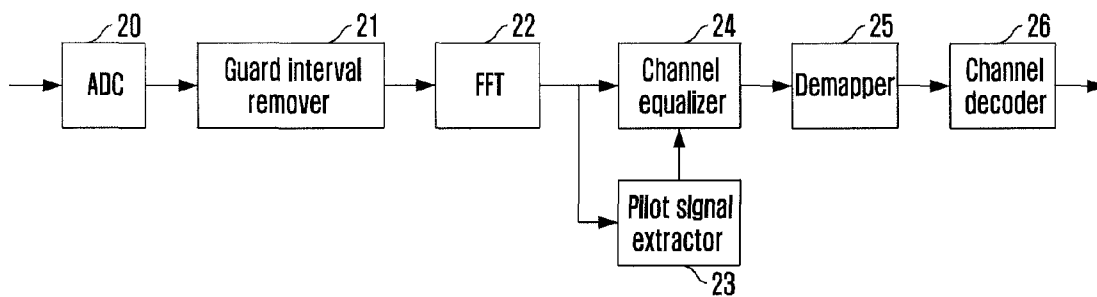 20
21
22
24
25
26
ADC
Guard interval
remover
FFT
Channel
equalizer
Demapper
Channel
decoder
Pilot signal
extractor
23